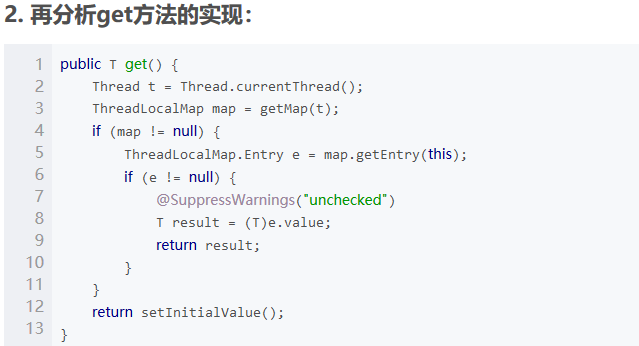 2. 再分析get方法的实现：
1 public T get() {
2 Thread t = Thread.currentThread();
3 ThreadLocalMap map = getMap(t);
4 if (map != null) {
5 ThreadLocalMap.Entry e = map.getEntry(this);
6 if (e != null) {
7 @SuppressWarnings("unchecked")
8 T result = (T)e.value;
9 return result;
10 }
11 }
12 return setInitialValue();
13 }